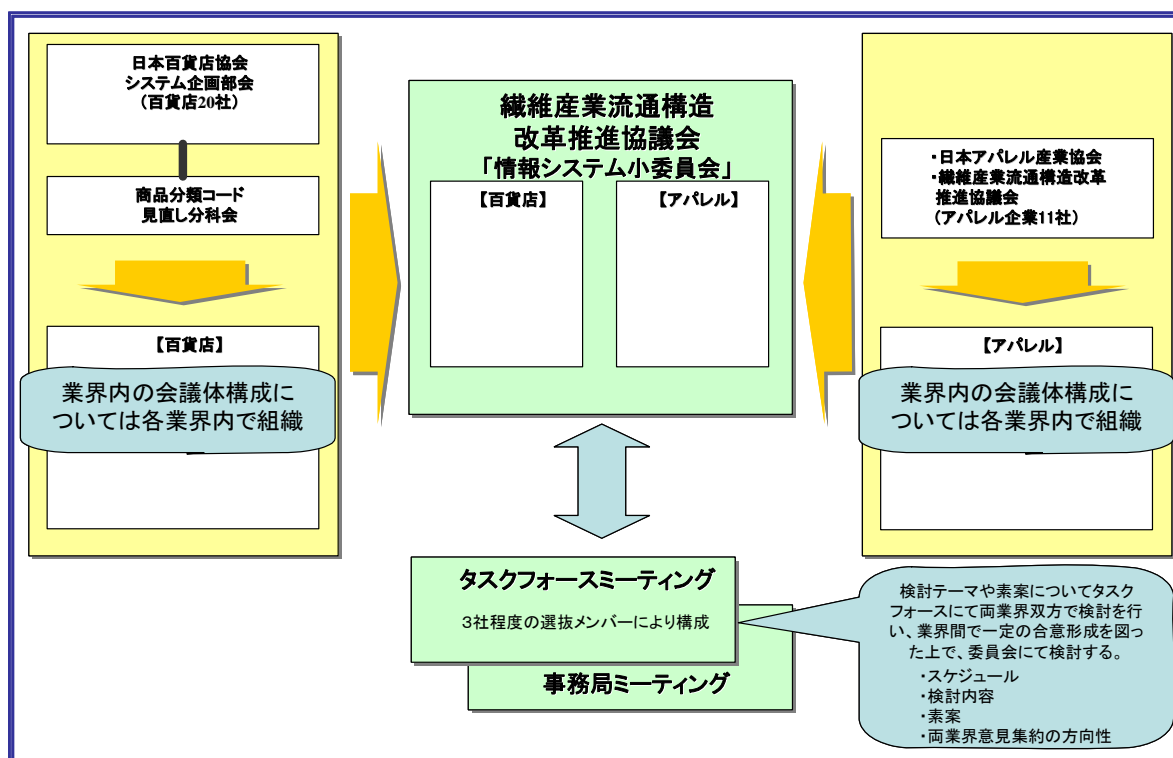 日本百貨店協会
システム企画部会
(百貨店20社)
商品分類コード
見直し分科会
【百貨店】
業界内の会議体構成に
ついては各業界内で組織
繊維産業流通構造
改革推進協議会
「情報システム小委員会」
【百貨店】
【アパレル】
・日本アパレル産業協会
・繊維産業流通構造改革
推進協議会
(アパレル企業11社)
【アパレル】
業界内の会議体構成に
ついては各業界内で組織
タスクフォースミーティング
3社程度の選抜メンバーにより構成
事務局ミーティング
検討テーマや素案についてタスク
フォースにて両業界双方で検討を行
い、業界間で一定の合意形成を図っ
た上で、委員会にて検討する。
・スケジュール
・検討内容
・素案
・両業界意見集約の方向性